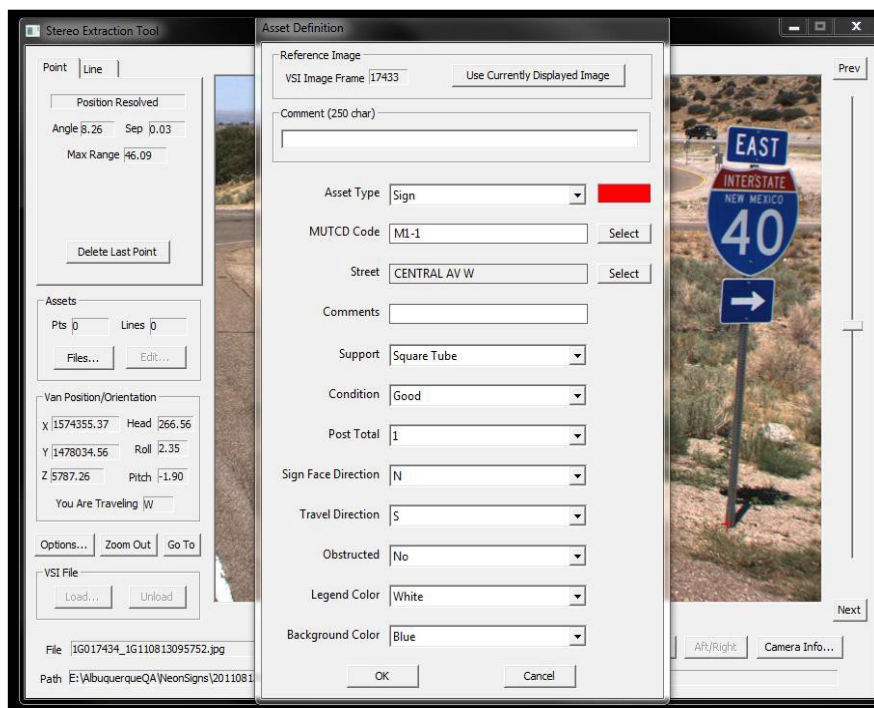 Stereo Extraction Tool
Point
Line
Position Resolved
Angle 8.26 Sep 0.03
Max Range 46.09
Delete Last Point
Assets
Pts 0 Lines 0
Files... Edit...
Van Position/Orientation
X 1574355.37 Head 266.56
Y 1478034.56 Roll 2.35
Z 5787.26 Pitch -1.90
You Are Traveling W
Options... Zoom Out Go To
VSI File
Load... Unload
File 1G017434_1G110813095752.jpg
Path E:\AlbuquerqueQA\NeonSigns\201108
Asset Definition
Reference Image
VSI Image Frame 17433 Use Currently Displayed Image
Comment (250 char)
Asset Type Sign
MUTCD Code M1-1 Select
Street CENTRAL AV W Select
Comments
Support Square Tube
Condition Good
Post Total 1
Sign Face Direction N
Travel Direction S
Obstructed No
Legend Color White
Background Color Blue
OK Cancel
EAST
INTERSTATE
NEW MEXICO
40
Prev
Next
Aft/Right Camera Info...